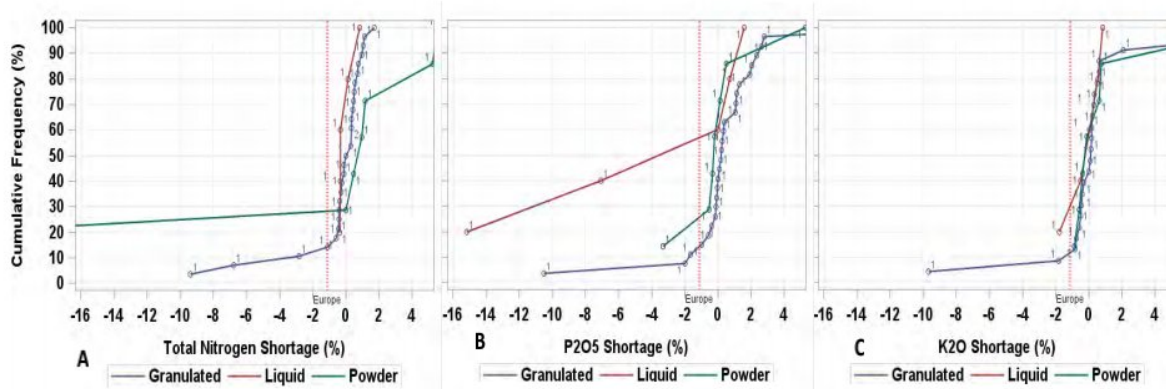 Cumulative Frequency (%)
100
90
80
70
60
50
40
30
20
10
0
Europe
-16 -14 -12 -10 -8 -6 -4 -2 0 2 4
A
Total Nitrogen Shortage (%)
Granulated Liquid Powder
Europe
-16 -14 -12 -10 -8 -6 -4 -2 0 2 4
B
P2O5 Shortage (%)
Granulated Liquid Powder
Europe
-16 -14 -12 -10 -8 -6 -4 -2 0 2 4
C
K2O Shortage (%)
Granulated Liquid Powder